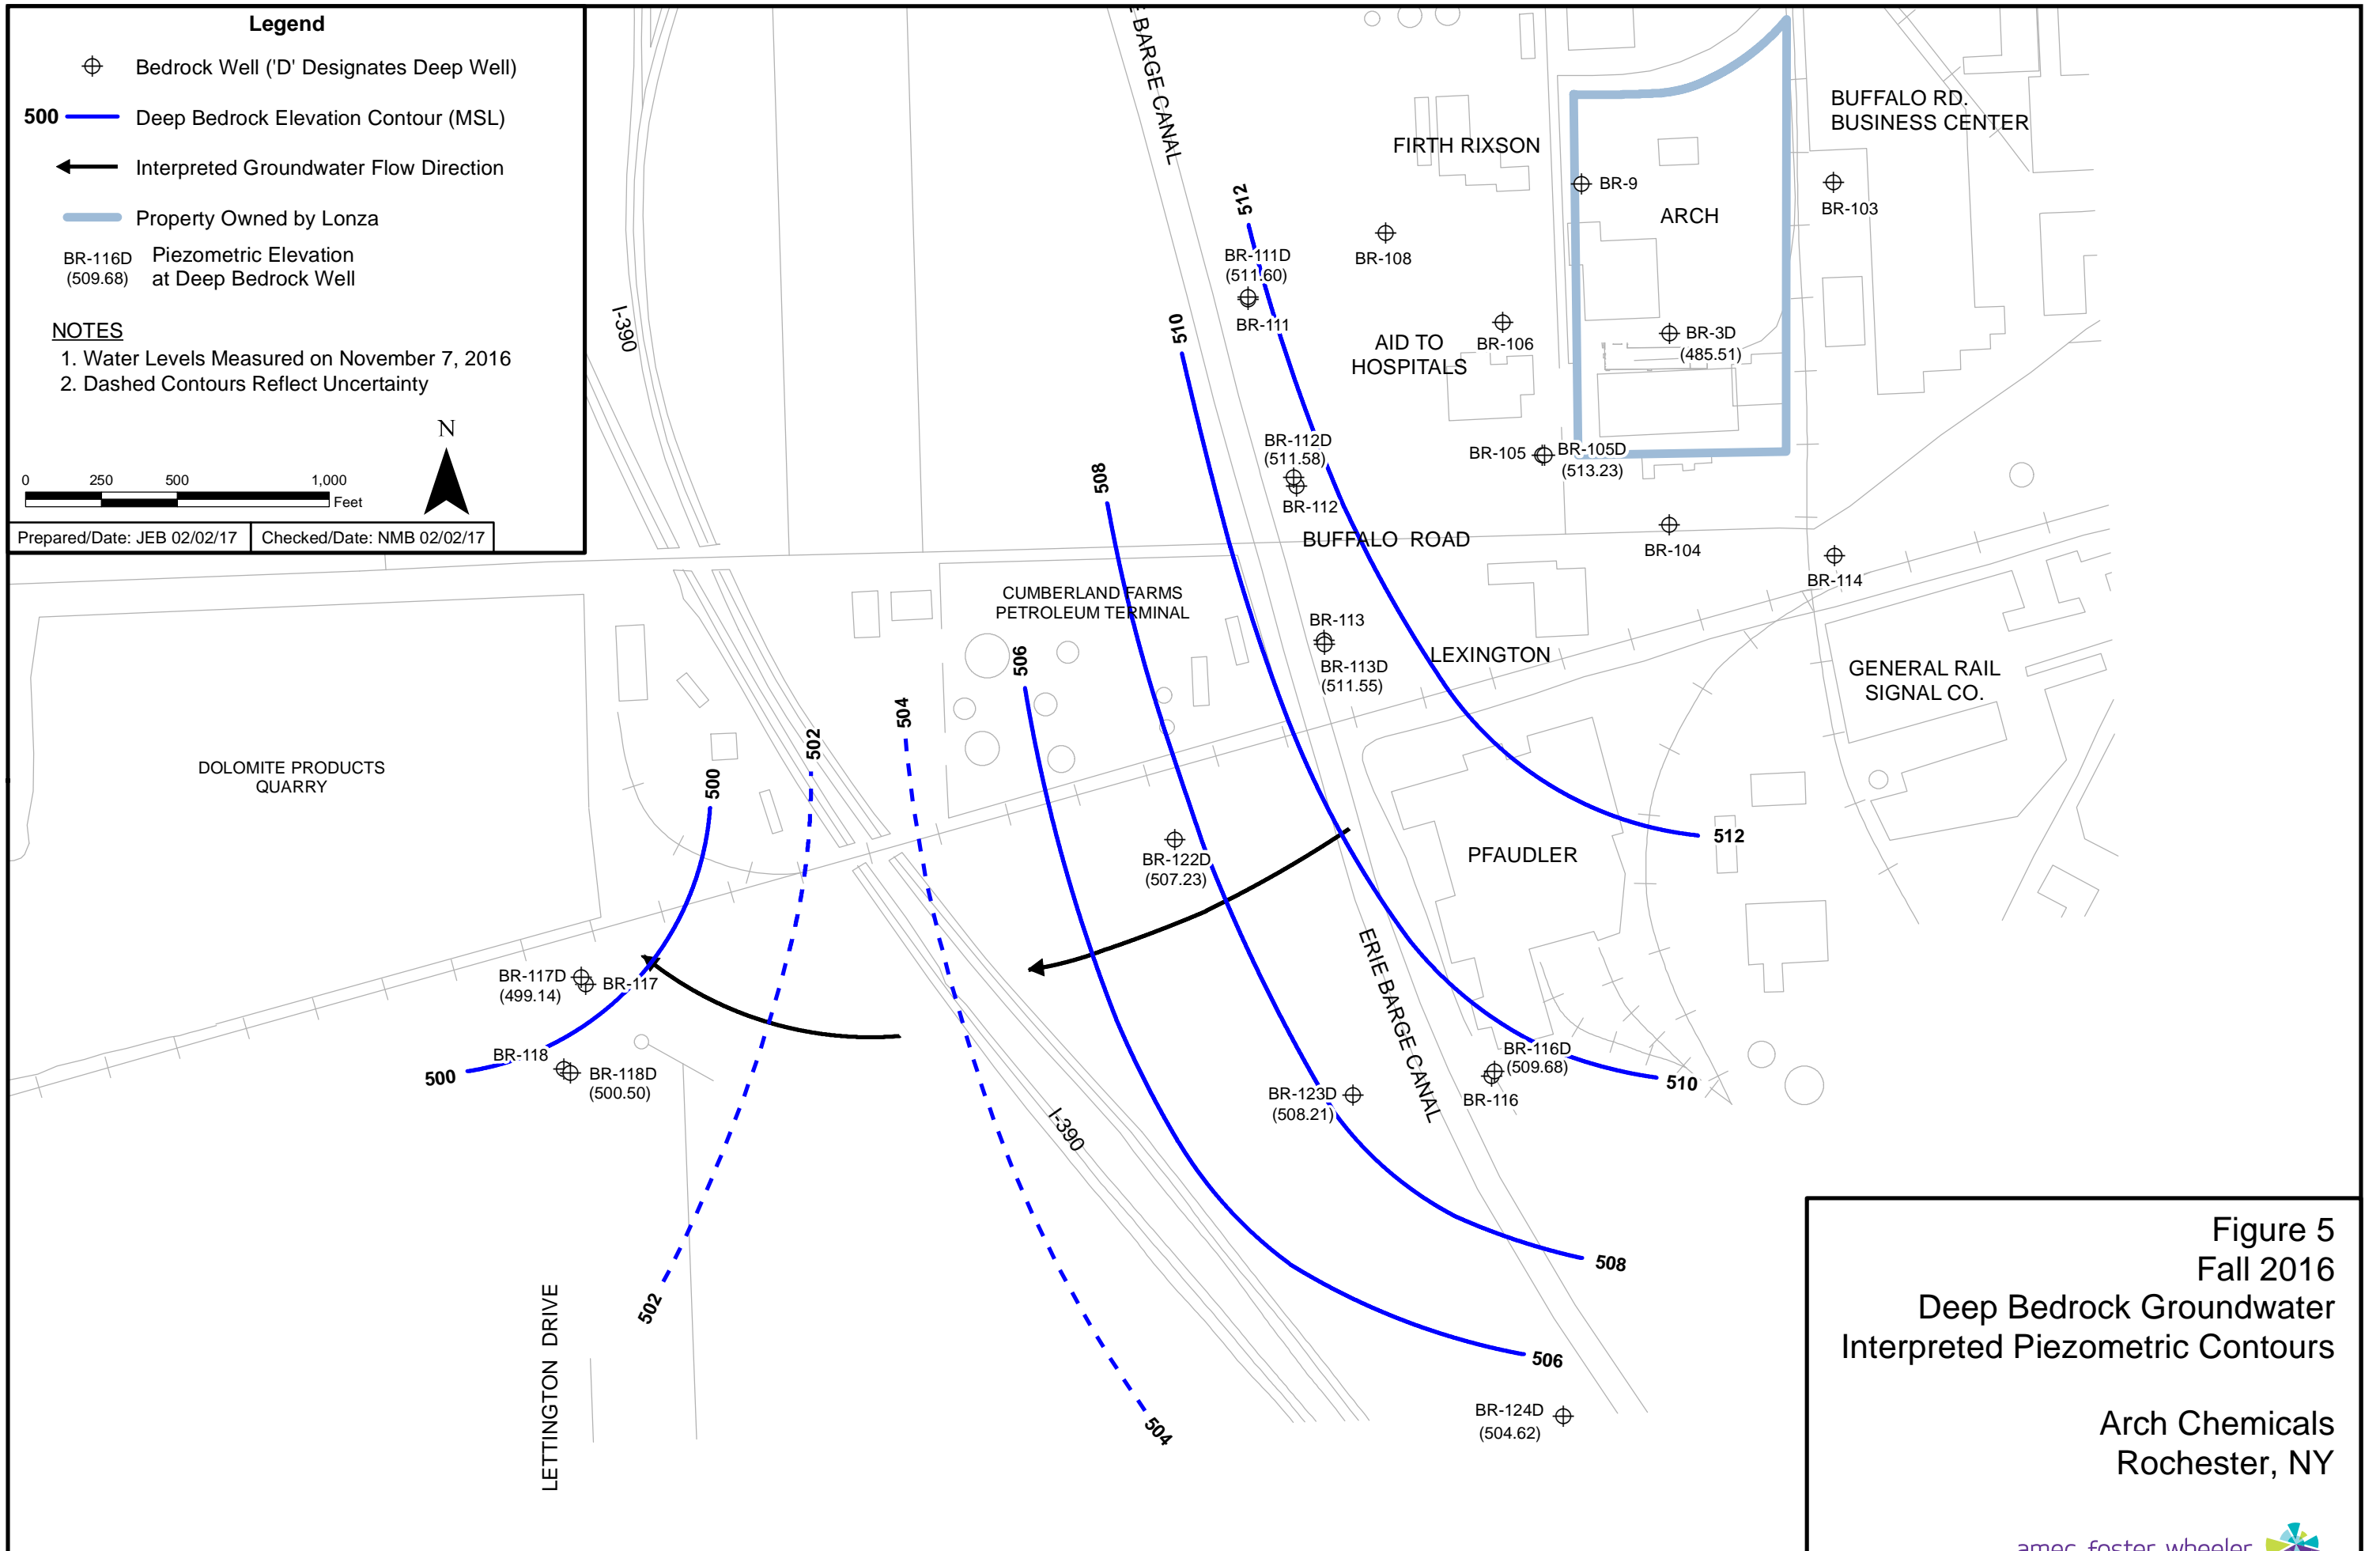 Legend
Bedrock Well ('D' Designates Deep Well)
500 Deep Bedrock Elevation Contour (MSL)
Interpreted Groundwater Flow Direction
Property Owned by Lonza
BR-116D
(509.68)
Piezometric Elevation
at Deep Bedrock Well
NOTES
1. Water Levels Measured on November 7, 2016
2. Dashed Contours Reflect Uncertainty
N
0 250 500 1,000
Feet
Prepared/Date: JEB 02/02/17 Checked/Date: NMB 02/02/17
I-390
E BARGE CANAL
FIRTH RIXSON
BUFFALO RD.
BUSINESS CENTER
BR-9
ARCH
BR-103
512
BR-111D
(511.60)
BR-111
BR-108
510
AID TO
HOSPITALS
BR-106
BR-3D
(485.51)
BR-112D
(511.58)
BR-112
BR-105
BR-105D
(513.23)
508
BUFFALO ROAD
BR-104
BR-114
CUMBERLAND FARMS
PETROLEUM TERMINAL
BR-113
BR-113D
(511.55)
LEXINGTON
506
GENERAL RAIL
SIGNAL CO.
504
502
500
DOLOMITE PRODUCTS
QUARRY
512
PFAUDLER
BR-122D
(507.23)
BR-117D
(499.14)
BR-117
ERIE BARGE CANAL
BR-118
500
BR-118D
(500.50)
BR-116D
(509.68)
BR-116
510
BR-123D
(508.21)
I-390
508
502
506
504
BR-124D
(504.62)
LETTINGTON DRIVE
Figure 5
Fall 2016
Deep Bedrock Groundwater
Interpreted Piezometric Contours
Arch Chemicals
Rochester, NY
amec foster wheeler